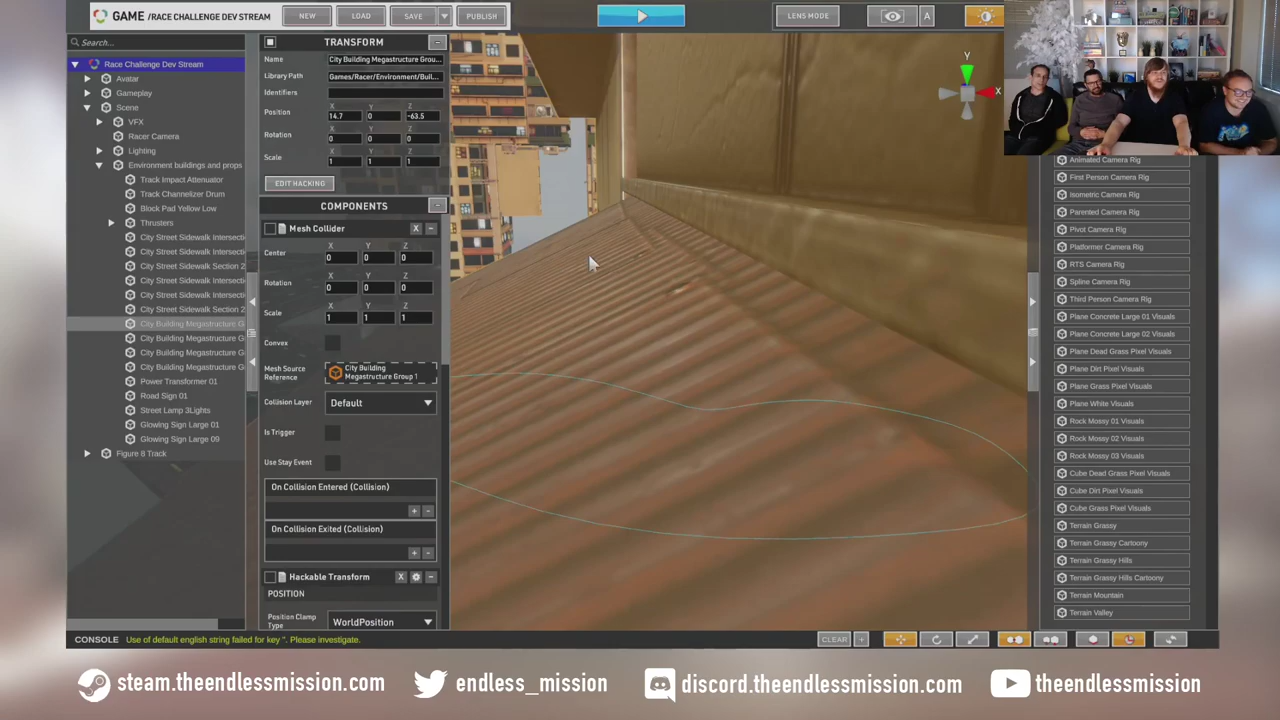 GAME /RACE CHALLENGE DEV STREAM
NEW
LOAD
SAVE
PUBLISH
LENS MODE
A
Search...
Race Challenge Dev Stream
Avatar
Gameplay
Scene
VFX
Racer Camera
Lighting
Environment buildings and props
Track Impact Attenuator
Track Channelizer Drum
Block Pad Yellow Low
Thrusters
City Street Sidewalk Intersecti
City Street Sidewalk Intersecti
City Street Sidewalk Section 2
City Street Sidewalk Intersecti
City Street Sidewalk Intersecti
City Street Sidewalk Section 2
City Building Megastructure G
City Building Megastructure G
City Building Megastructure G
City Building Megastructure G
Power Transformer 01
Road Sign 01
Street Lamp 3Lights
Glowing Sign Large 01
Glowing Sign Large 09
Figure 8 Track
TRANSFORM
Name City Building Megastructure Grou...
Library Path Games/Racer/Environment/Buil...
Identifiers
X Y Z
Position 14.7 0 -63.5
X Y Z
Rotation 0 0 0
X Y Z
Scale 1 1 1
EDIT HACKING
COMPONENTS
Mesh Collider X
X Y Z
Center 0 0 0
X Y Z
Rotation 0 0 0
X Y Z
Scale 1 1 1
Convex
Mesh Source Reference
City Building
Megastructure Group 1
Collision Layer Default
Is Trigger
Use Stay Event
On Collision Entered (Collision)
+ -
On Collision Exited (Collision)
+ -
Hackable Transform X
POSITION
Position Clamp
Type WorldPosition
Y
X
Animated Camera Rig
First Person Camera Rig
Isometric Camera Rig
Parented Camera Rig
Pivot Camera Rig
Platformer Camera Rig
RTS Camera Rig
Spline Camera Rig
Third Person Camera Rig
Plane Concrete Large 01 Visuals
Plane Concrete Large 02 Visuals
Plane Dead Grass Pixel Visuals
Plane Dirt Pixel Visuals
Plane Grass Pixel Visuals
Plane White Visuals
Rock Mossy 01 Visuals
Rock Mossy 02 Visuals
Rock Mossy 03 Visuals
Cube Dead Grass Pixel Visuals
Cube Dirt Pixel Visuals
Cube Grass Pixel Visuals
Terrain Grassy
Terrain Grassy Cartoony
Terrain Grassy Hills
Terrain Grassy Hills Cartoony
Terrain Mountain
Terrain Valley
CONSOLE Use of default english string failed for key ''. Please investigate.
CLEAR +
steam.theendlessmission.com
endless_mission
discord.theendlessmission.com
theendlessmission